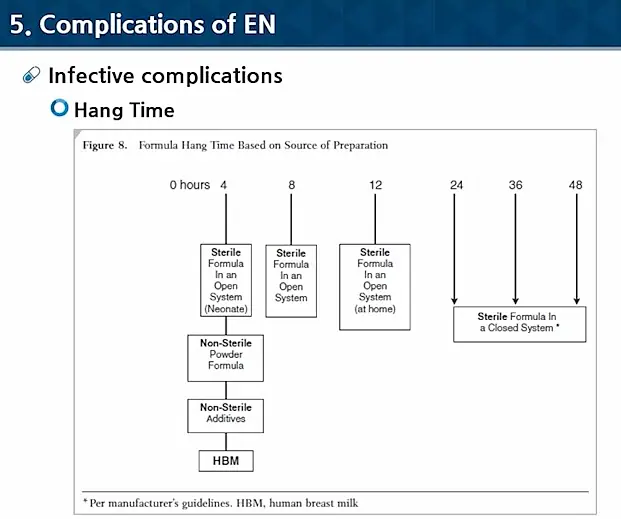 5. Complications of EN
Infective complications
Hang Time
Figure 8. Formula Hang Time Based on Source of Preparation
0 hours 4 8 12 24 36 48
Sterile
Formula
In an
Open
System
(Neonate)
Sterile
Formula
In an
Open
System
Sterile
Formula
In an
Open
System
(at home)
Sterile Formula In
a Closed System *
Non-Sterile
Powder
Formula
Non-Sterile
Additives
HBM
* Per manufacturer's guidelines. HBM, human breast milk